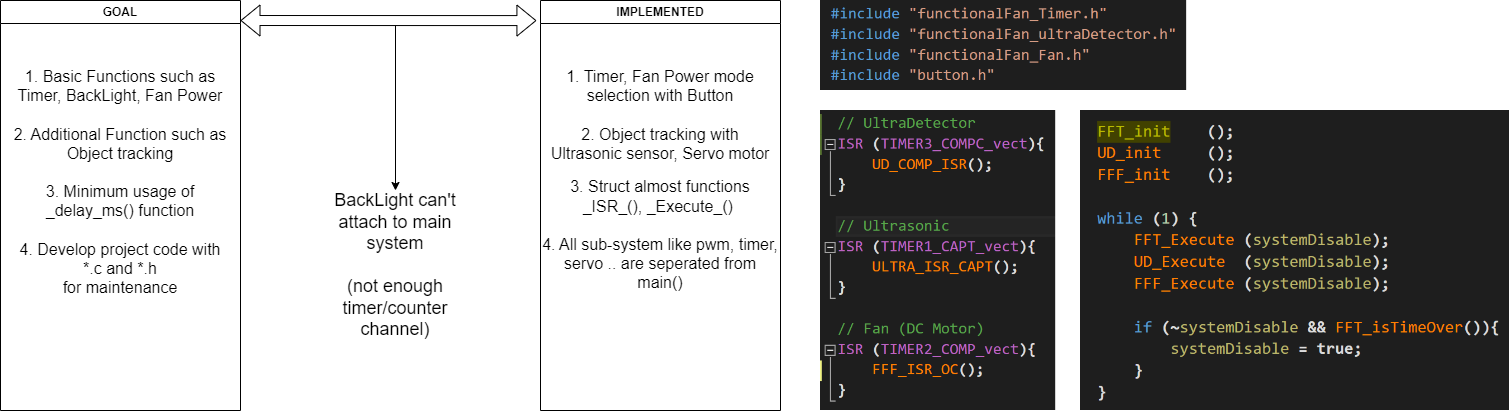 GOAL
1. Basic Functions such as
Timer, BackLight, Fan Power
2. Additional Function such as
Object tracking
3. Minimum usage of
_delay_ms() function
4. Develop project code with
*.c and *.h
for maintenance
BackLight can't
attach to main
system
(not enough
timer/counter
channel)
IMPLEMENTED
1. Timer, Fan Power mode
selection with Button
2. Object tracking with
Ultrasonic sensor, Servo motor
3. Struct almost functions
_ISR_(), _Execute_()
4. All sub-system like pwm, timer,
servo .. are seperated from
main()
#include "functionalFan_Timer.h"
#include "functionalFan_ultraDetector.h"
#include "functionalFan_Fan.h"
#include "button.h"
// UltraDetector
ISR (TIMER3_COMPC_vect){
UD_COMP_ISR();
}
// Ultrasonic
ISR (TIMER1_CAPT_vect){
ULTRA_ISR_CAPT();
}
// Fan (DC Motor)
ISR (TIMER2_COMP_vect){
FFF_ISR_OC();
}
FFT_init ();
UD_init ();
FFF_init ();
while (1) {
FFT_Execute (systemDisable);
UD_Execute (systemDisable);
FFF_Execute (systemDisable);
if (~systemDisable && FFT_isTimeOver()){
systemDisable = true;
}
}